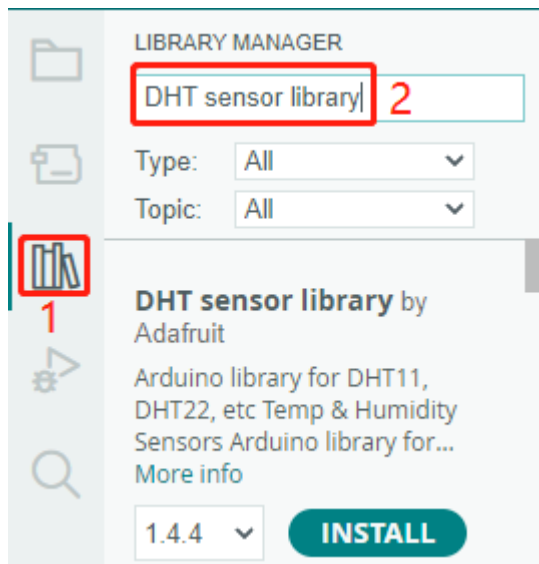 LIBRARY MANAGER
DHT sensor library 2
Type: All
Topic: All
1
DHT sensor library by
Adafruit
Arduino library for DHT11,
DHT22, etc Temp & Humidity
Sensors Arduino library for...
More info
1.4.4 INSTALL